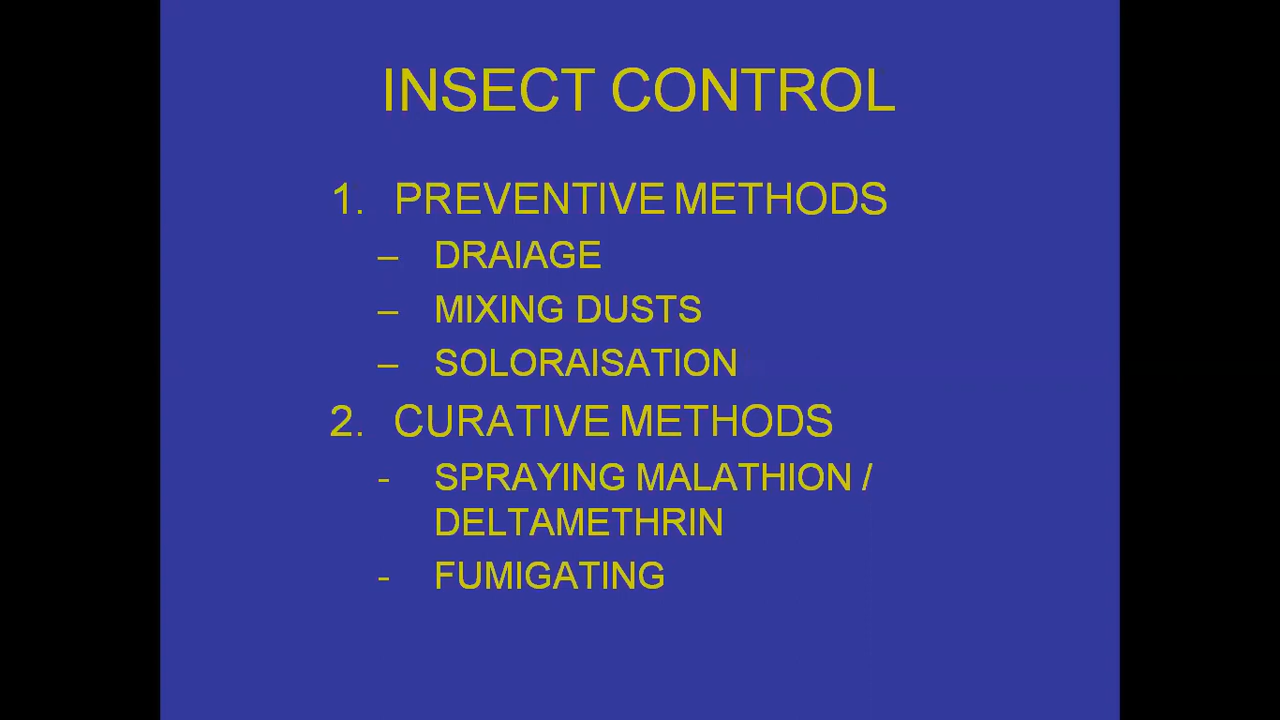 INSECT CONTROL
1. PREVENTIVE METHODS
– DRAIAGE
– MIXING DUSTS
– SOLORAISATION
2. CURATIVE METHODS
- SPRAYING MALATHION /
DELTAMETHRIN
- FUMIGATING